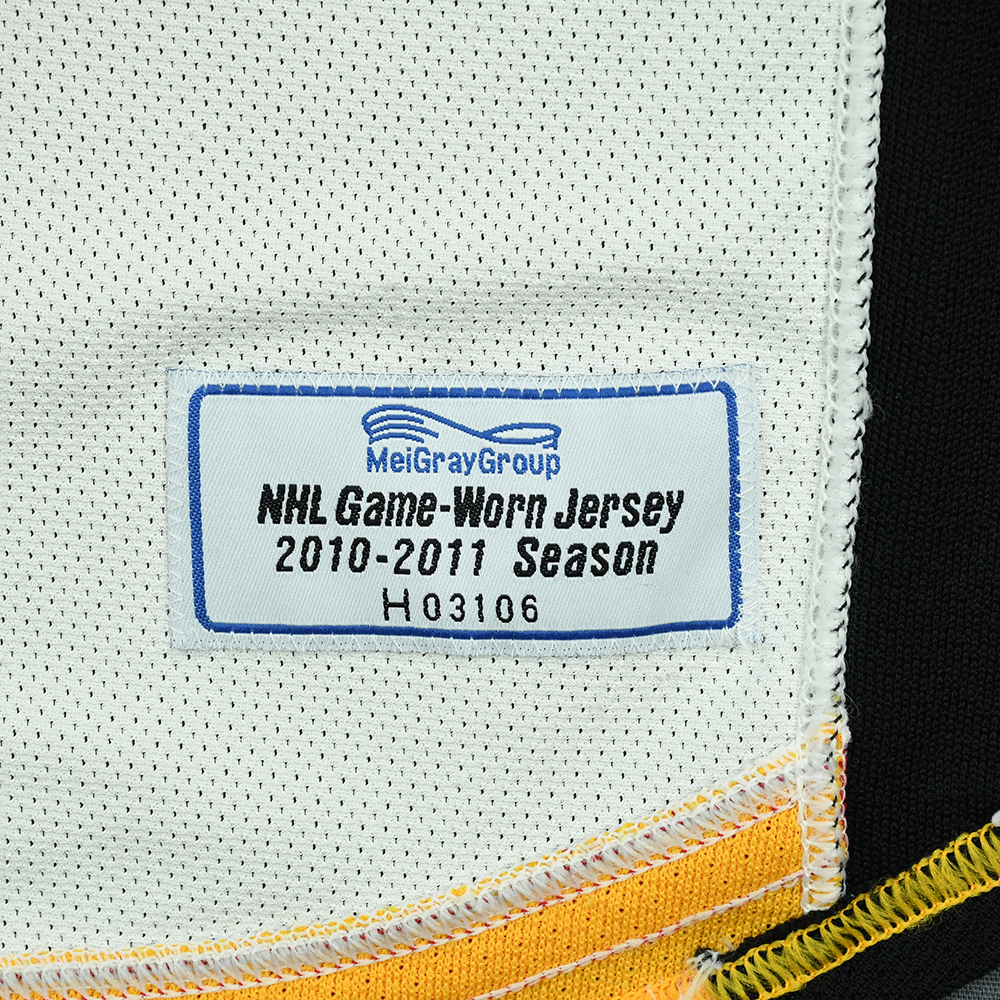 MeiGrayGroup
NHL Game-Worn Jersey
2010-2011 Season
H03106